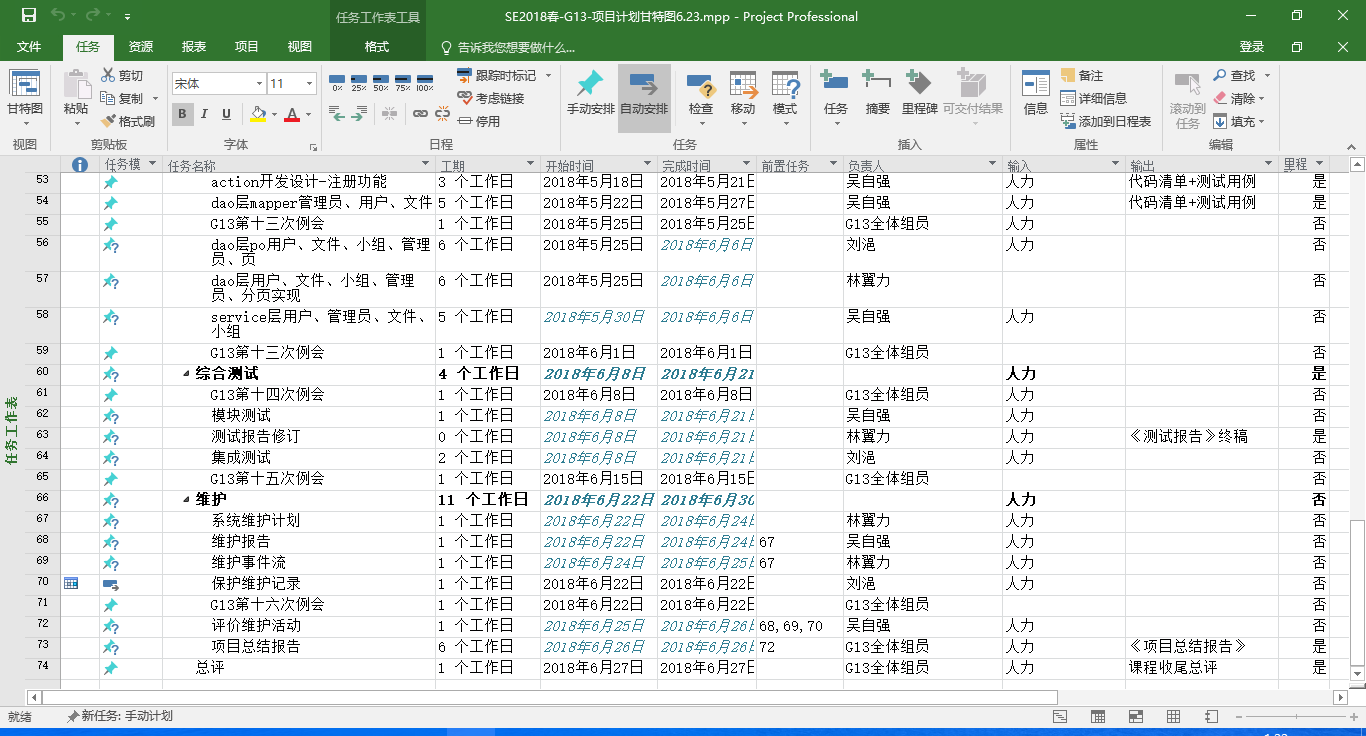 任务工作表工具
SE2018春-G13-项目计划甘特图6.23.mpp - Project Professional
文件 任务 资源 报表 项目 视图 格式 告诉我您想要做什么... 登录
甘特图 粘贴 剪切 复制 格式刷
宋体 11
B I U A
0% 25% 50% 75% 100%
跟踪时标记 考虑链接 停用
手动安排 自动安排 检查 移动 模式
任务 摘要 里程碑 可交付结果
信息 备注 详细信息 添加到日程表
滚动到任务 查找 清除 填充
视图 剪贴板 字体 日程 任务 插入 属性 编辑
任务模 任务名称 工期 开始时间 完成时间 前置任务 负责人 输入 输出 里程
53 action开发设计-注册功能 3 个工作日 2018年5月18日 2018年5月21日 吴自强 人力 代码清单+测试用例 是
54 dao层mapper管理员、用户、文件 5 个工作日 2018年5月22日 2018年5月27日 吴自强 人力 代码清单+测试用例 是
55 G13第十三次例会 1 个工作日 2018年5月25日 2018年5月25日 G13全体组员 人力 否
56 dao层po用户、文件、小组、管理 6 个工作日 2018年5月25日 2018年6月6日 刘浥 人力 否
员、页
57 dao层用户、文件、小组、管理 6 个工作日 2018年5月25日 2018年6月6日 林翼力 否
员、分页实现
58 service层用户、管理员、文件、 5 个工作日 2018年5月30日 2018年6月6日 吴自强 人力 否
小组
59 G13第十三次例会 1 个工作日 2018年6月1日 2018年6月1日 G13全体组员 否
60 综合测试 4 个工作日 2018年6月8日 2018年6月21 人力 是
61 G13第十四次例会 1 个工作日 2018年6月8日 2018年6月8日 G13全体组员 人力 否
62 模块测试 1 个工作日 2018年6月8日 2018年6月21日 吴自强 人力 否
63 测试报告修订 0 个工作日 2018年6月8日 2018年6月21日 林翼力 人力 《测试报告》终稿 是
64 集成测试 2 个工作日 2018年6月8日 2018年6月21日 刘浥 人力 否
65 G13第十五次例会 1 个工作日 2018年6月15日 2018年6月15日 G13全体组员 否
66 维护 11 个工作日 2018年6月22日 2018年6月30 人力 否
67 系统维护计划 1 个工作日 2018年6月22日 2018年6月24日 林翼力 人力 否
68 维护报告 1 个工作日 2018年6月22日 2018年6月24日 67 吴自强 人力 否
69 维护事件流 1 个工作日 2018年6月24日 2018年6月25日 67 林翼力 人力 否
70 保护维护记录 1 个工作日 2018年6月22日 2018年6月22日 刘浥 人力 否
71 G13第十六次例会 1 个工作日 2018年6月22日 2018年6月22日 G13全体组员 否
72 评价维护活动 1 个工作日 2018年6月25日 2018年6月26日 68,69,70 吴自强 人力 否
73 项目总结报告 6 个工作日 2018年6月26日 2018年6月26日 72 G13全体组员 人力 《项目总结报告》 是
74 总评 1 个工作日 2018年6月27日 2018年6月27日 G13全体组员 人力 课程收尾总评 是
任务工作表
就绪 新任务: 手动计划